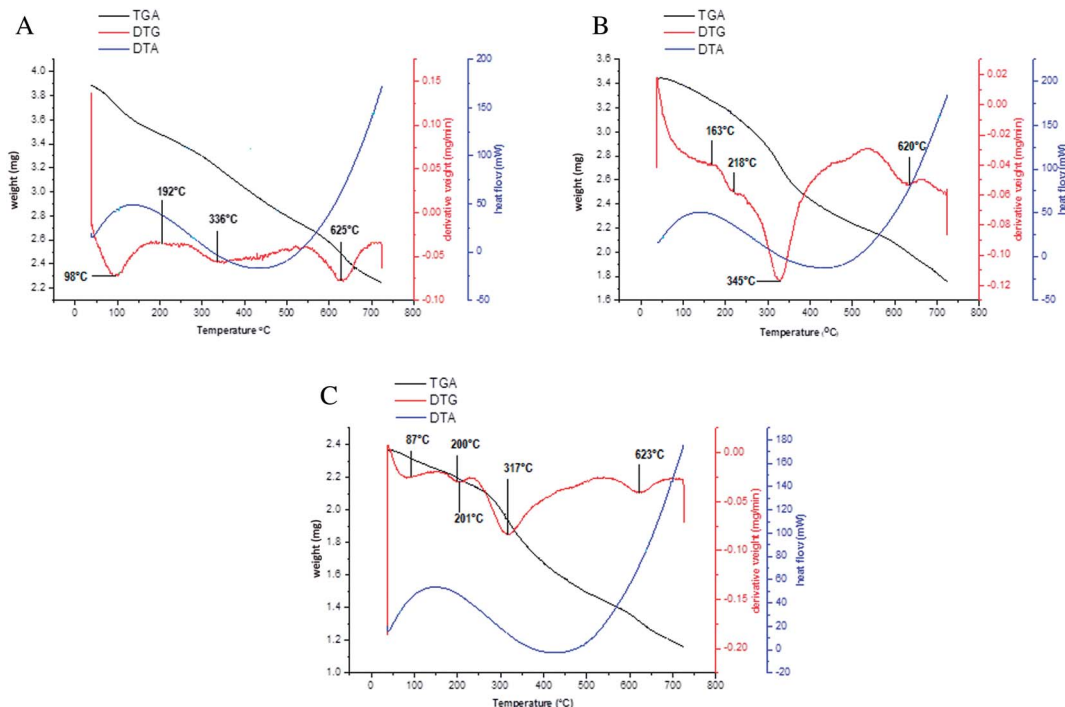 A
TGA
DTG
DTA
4.0
3.8
3.6
3.4
3.2
3.0
2.8
2.6
2.4
2.2
weight (mg)
0 100 200 300 400 500 600 700 800
Temperature °C
98°C
192°C
336°C
625°C
0.15
0.10
0.05
0.00
-0.05
-0.10
derivative weight (mg/min)
200
150
100
50
0
-50
heat flow (mW)
B
TGA
DTG
DTA
3.6
3.4
3.2
3.0
2.8
2.6
2.4
2.2
2.0
1.8
1.6
weight (mg)
0 100 200 300 400 500 600 700 800
Temperature (°C)
163°C
218°C
345°C
620°C
0.02
0.00
-0.02
-0.04
-0.06
-0.08
-0.10
-0.12
derivative weight (mg/min)
200
150
100
50
0
-50
heat flow (mW)
C
TGA
DTG
DTA
2.4
2.2
2.0
1.8
1.6
1.4
1.2
1.0
weight (mg)
0 100 200 300 400 500 600 700 800
Temperature (°C)
87°C
200°C
201°C
317°C
623°C
0.00
-0.05
-0.10
-0.15
-0.20
derivative weight (mg/min)
180
160
140
120
100
80
60
40
20
0
-20
heat flow (mW)